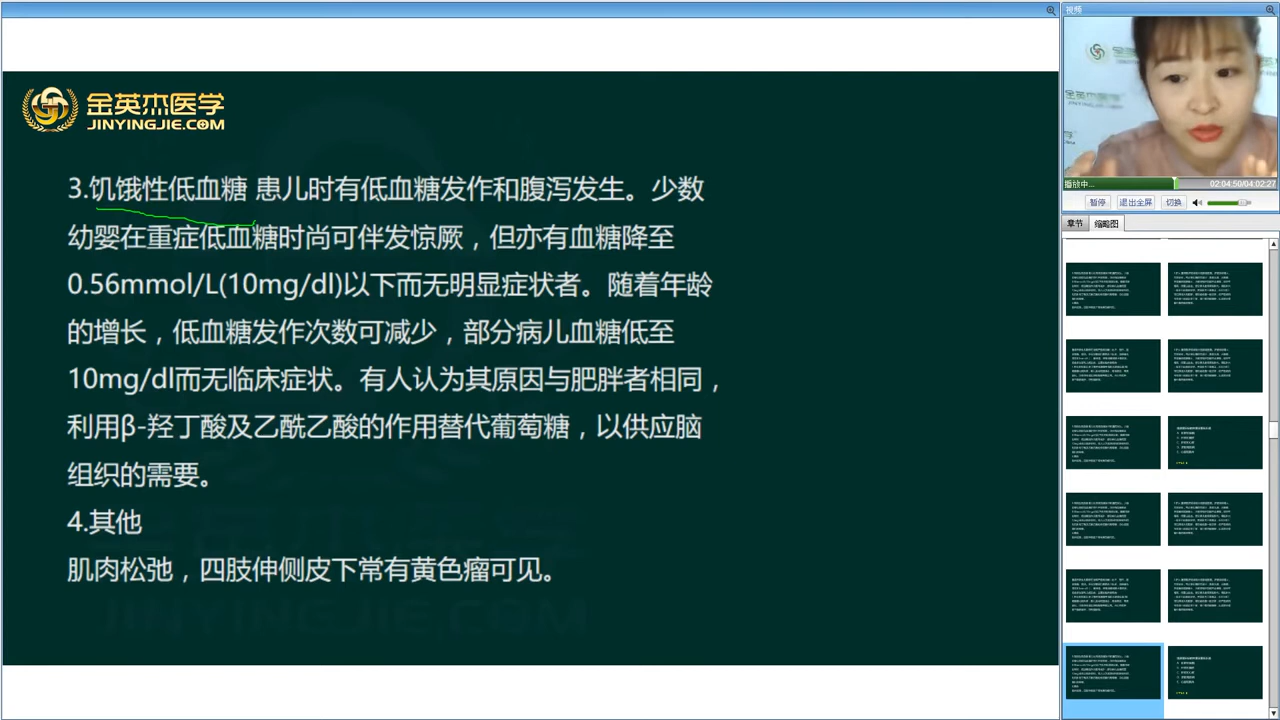 视频
金英杰医学
JINYINGJIE.COM
3.饥饿性低血糖 患儿时有低血糖发作和腹泻发生。少数
幼婴在重症低血糖时尚可伴发惊厥，但亦有血糖降至
0.56mmol/L(10mg/dl)以下而无明显症状者。随着年龄
的增长，低血糖发作次数可减少，部分病儿血糖低至
10mg/dl而无临床症状。有人认为其原因与肥胖者相同，
利用β-羟丁酸及乙酰乙酸的作用替代葡萄糖，以供应脑
组织的需要。
4.其他
肌肉松弛，四肢伸侧皮下常有黄色瘤可见。
播放中...
02:04:50/04:02:27
暂停 退出全屏 切换
章节 缩略图